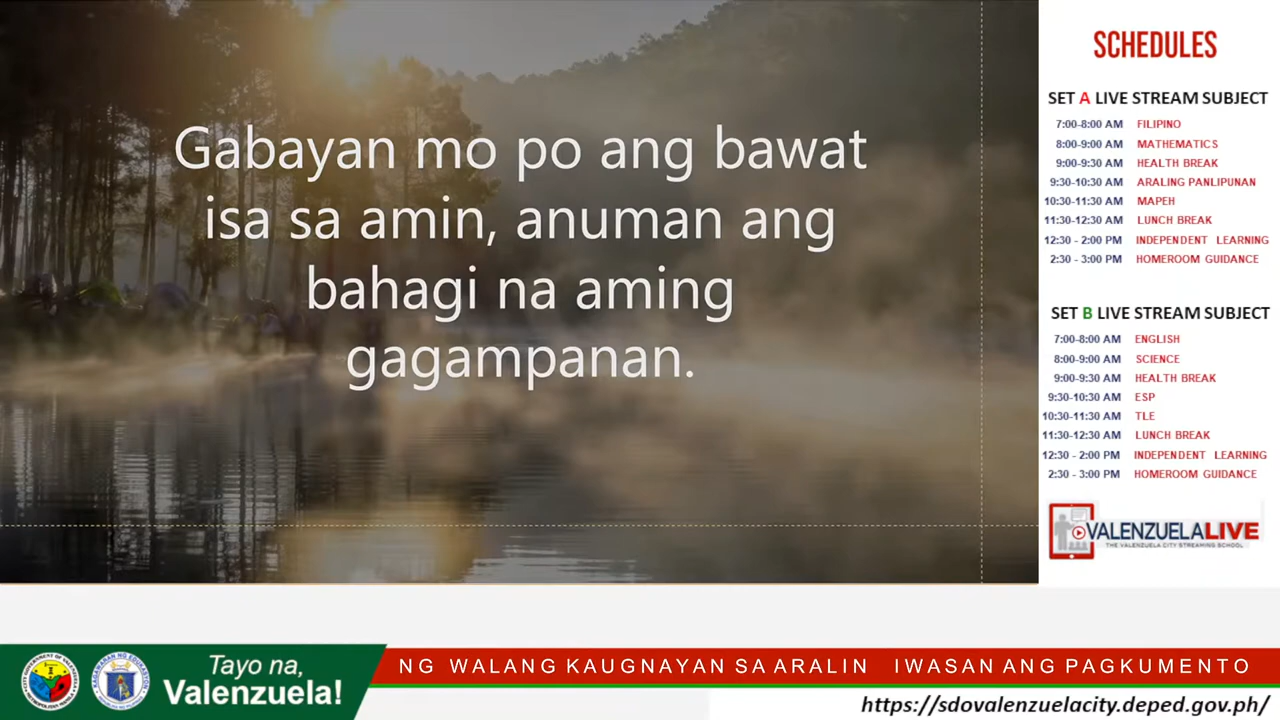 Gabayan mo po ang bawat
isa sa amin, anuman ang
bahagi na aming
gagampanan.
SCHEDULES
SET A LIVE STREAM SUBJECT
7:00-8:00 AM FILIPINO
8:00-9:00 AM MATHEMATICS
9:00-9:30 AM HEALTH BREAK
9:30-10:30 AM ARALING PANLIPUNAN
10:30-11:30 AM MAPEH
11:30-12:30 AM LUNCH BREAK
12:30 - 2:00 PM INDEPENDENT LEARNING
2:30 - 3:00 PM HOMEROOM GUIDANCE
SET B LIVE STREAM SUBJECT
7:00-8:00 AM ENGLISH
8:00-9:00 AM SCIENCE
9:00-9:30 AM HEALTH BREAK
9:30-10:30 AM ESP
10:30-11:30 AM TLE
11:30-12:30 AM LUNCH BREAK
12:30 - 2:00 PM INDEPENDENT LEARNING
2:30 - 3:00 PM HOMEROOM GUIDANCE
VALENZUELALIVE
THE VALENZUELA CITY STREAMING SCHOOL
Tayo na,
Valenzuela!
NG WALANG KAUGNAYAN SA ARALIN IWASAN ANG PAGKUMENTO
https://sdovalenzuelacity.deped.gov.ph/